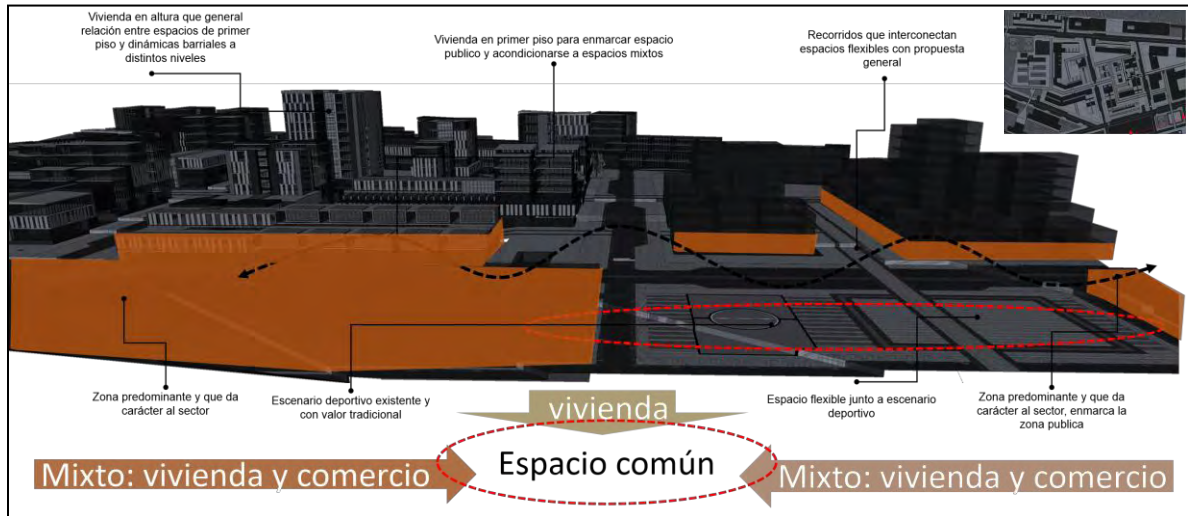 Vivienda en altura que general
relación entre espacios de primer
piso y dinámicas barriales a
distintos niveles
Vivienda en primer piso para enmarcar espacio
publico y acondicionarse a espacios mixtos
Recorridos que interconectan
espacios flexibles con propuesta
general
Zona predominante y que da
carácter al sector
Escenario deportivo existente y
con valor tradicional
Espacio flexible junto a escenario
deportivo
Zona predominante y que da
carácter al sector, enmarca la
zona publica
vivienda
Mixto: vivienda y comercio
Espacio común
Mixto: vivienda y comercio